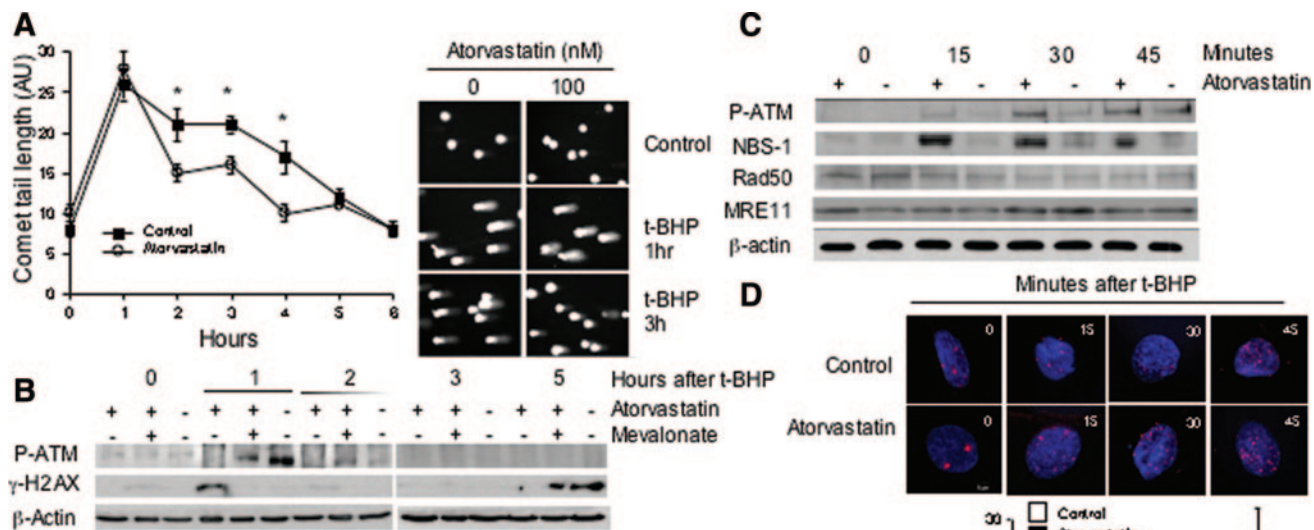 A
Comet tail length (AU)
30
25
20
15
10
5
0
* * *
Control
Atorvastatin
0 1 2 3 4 5 6
Hours
Atorvastatin (nM)
0 100
Control
t-BHP
1hr
t-BHP
3h
B
0 1 2 3 5 Hours after t-BHP
+ + - + + - + + - + + - + + - Atorvastatin
- + - - + - - + - - + - - + - Mevalonate
P-ATM
γ-H2AX
β-Actin
C
0 15 30 45 Minutes
+ - + - + - + - Atorvastatin
P-ATM
NBS-1
Rad50
MRE11
β-actin
D
Minutes after t-BHP
Control
0 15 30 45
Atorvastatin
0 15 30 45
30
Control